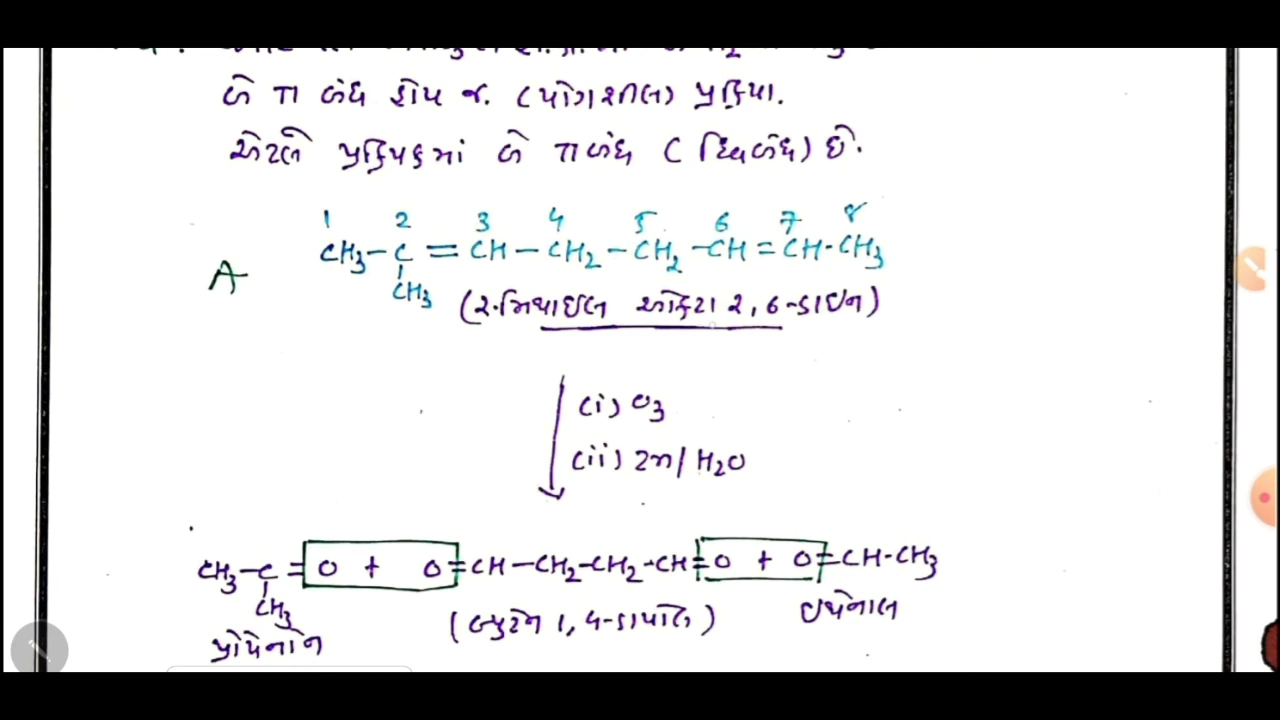 બે π બંધ હોય જ. (યોગશીલ) પ્રક્રિયા.
એટલે પ્રક્રિયકમાં બે π બંધ (દ્વિબંધ) છે.
1 2 3 4 5 6 7 8
A CH3-C=CH-CH2-CH2-CH=CH-CH3
CH3
(2-મિથાઇલ ઓક્ટા 2, 6-ડાઇન)
(i) O3
(ii) Zn/H2O
CH3-C=O + O=CH-CH2-CH2-CH=O + O=CH-CH3
CH3
પ્રોપેનોન (બ્યુટેન 1, 4-ડાયોલ) ઇથેનાલ